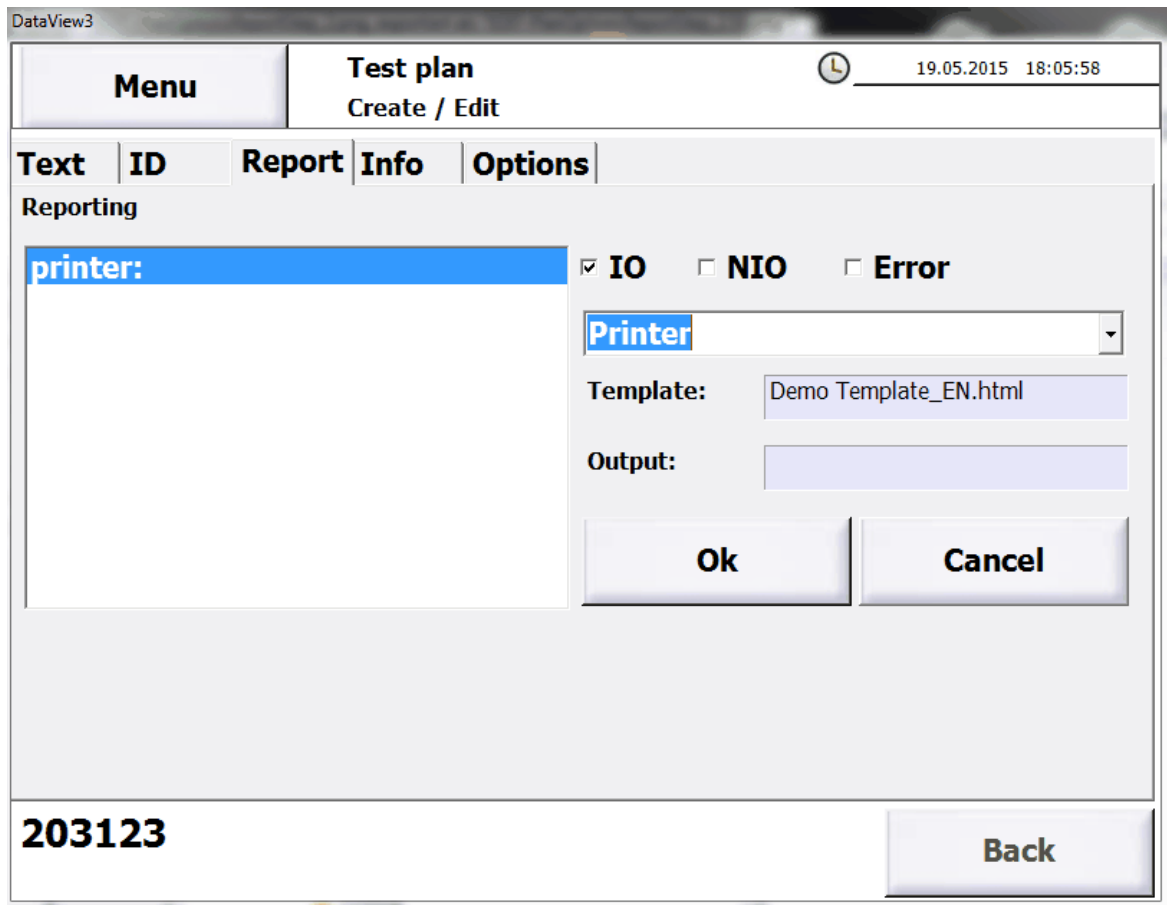 DataView3
Menu
Test plan
Create / Edit
19.05.2015 18:05:58
Text ID Report Info Options
Reporting
printer:
IO NIO Error
Printer
Template: Demo Template_EN.html
Output:
Ok Cancel
203123
Back